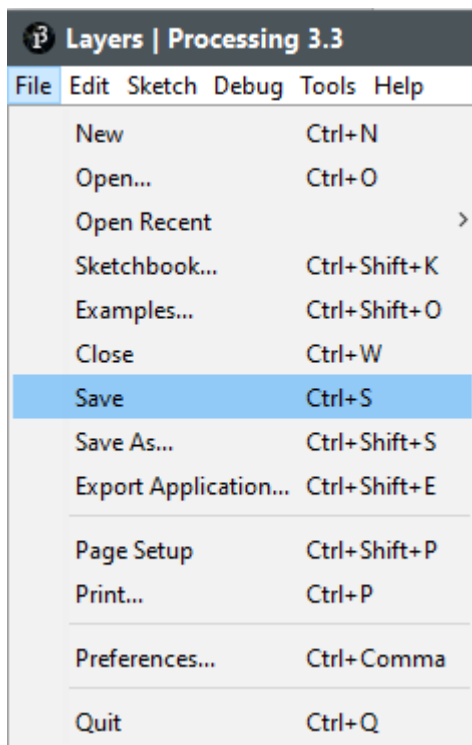 Layers | Processing 3.3
File Edit Sketch Debug Tools Help
New Ctrl+N
Open... Ctrl+O
Open Recent >
Sketchbook... Ctrl+Shift+K
Examples... Ctrl+Shift+O
Close Ctrl+W
Save Ctrl+S
Save As... Ctrl+Shift+S
Export Application... Ctrl+Shift+E
Page Setup Ctrl+Shift+P
Print... Ctrl+P
Preferences... Ctrl+Comma
Quit Ctrl+Q